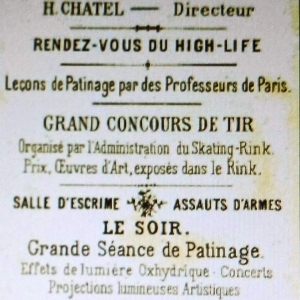 H. CHATEL — Directeur
RENDEZ-VOUS DU HIGH-LIFE
Leçons de Patinage par des Professeurs de Paris.
GRAND CONCOURS DE TIR
Organisé par l'Administration du Skating-Rink.
Prix, Œuvres d'Art, exposés dans le Rink.
SALLE D'ESCRIME ASSAUTS D'ARMES
LE SOIR.
Grande Séance de Patinage.
Effets de lumière Oxhydrique - Concerts
Projections lumineuses Artistiques